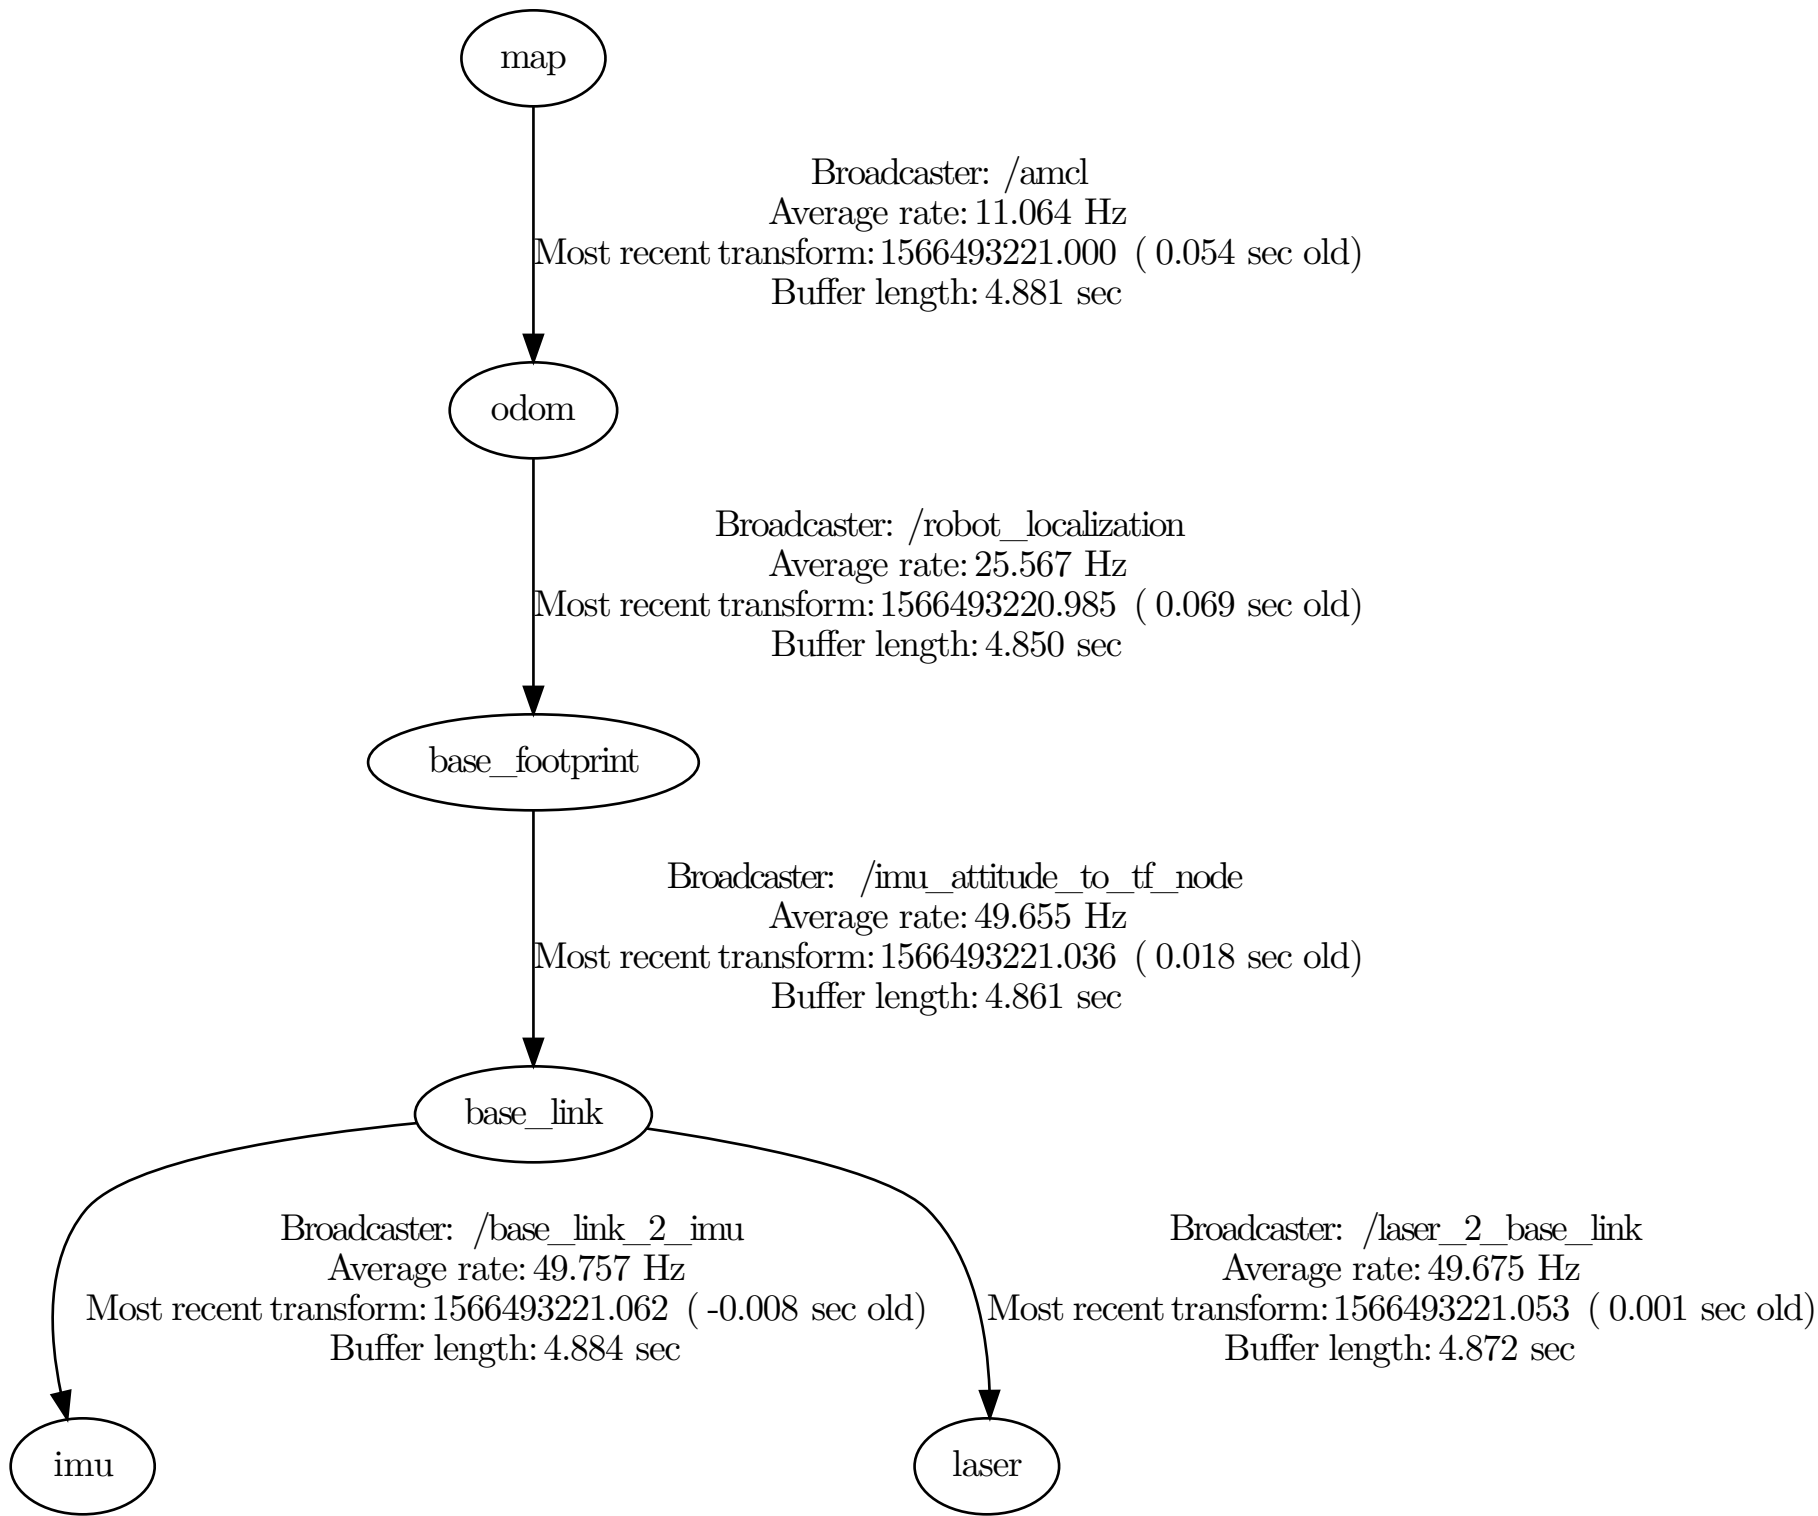 map
Broadcaster: /amcl
Average rate: 11.064 Hz
Most recent transform: 1566493221.000 ( 0.054 sec old)
Buffer length: 4.881 sec
odom
Broadcaster: /robot_localization
Average rate: 25.567 Hz
Most recent transform: 1566493220.985 ( 0.069 sec old)
Buffer length: 4.850 sec
base_footprint
Broadcaster: /imu_attitude_to_tf_node
Average rate: 49.655 Hz
Most recent transform: 1566493221.036 ( 0.018 sec old)
Buffer length: 4.861 sec
base_link
Broadcaster: /base_link_2_imu
Average rate: 49.757 Hz
Most recent transform: 1566493221.062 ( -0.008 sec old)
Buffer length: 4.884 sec
Broadcaster: /laser_2_base_link
Average rate: 49.675 Hz
Most recent transform: 1566493221.053 ( 0.001 sec old)
Buffer length: 4.872 sec
imu
laser